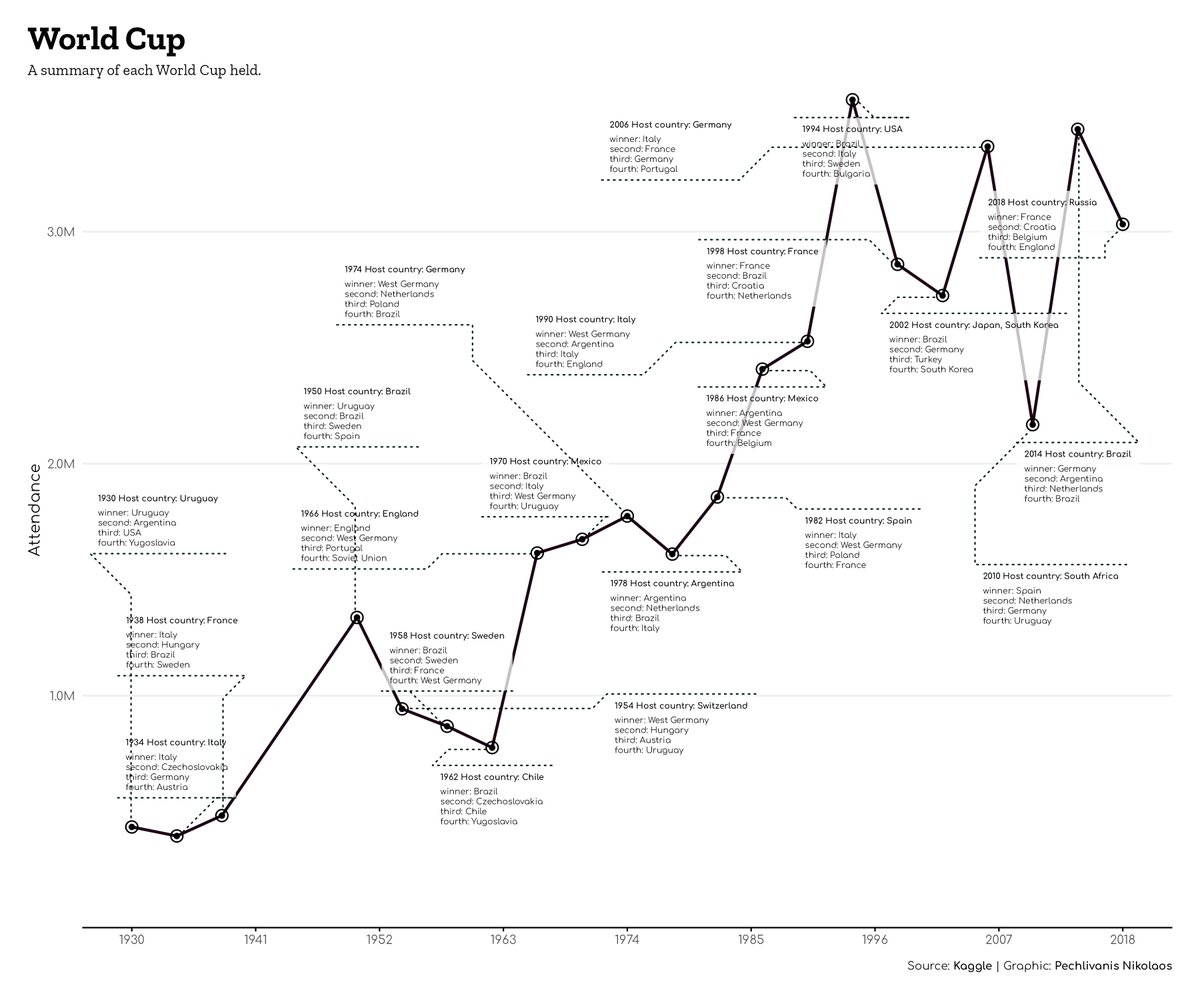 World Cup
A summary of each World Cup held.
2006 Host country: Germany
winner: Italy
second: France
third: Germany
fourth: Portugal
1994 Host country: USA
winner: Brazil
second: Italy
third: Sweden
fourth: Bulgaria
2018 Host country: Russia
winner: France
second: Croatia
third: Belgium
fourth: England
3.0M
1998 Host country: France
winner: France
second: Brazil
third: Croatia
fourth: Netherlands
1974 Host country: Germany
winner: West Germany
second: Netherlands
third: Poland
fourth: Brazil
1990 Host country: Italy
winner: West Germany
second: Argentina
third: Italy
fourth: England
2002 Host country: Japan, South Korea
winner: Brazil
second: Germany
third: Turkey
fourth: South Korea
1950 Host country: Brazil
winner: Uruguay
second: Brazil
third: Sweden
fourth: Spain
1986 Host country: Mexico
winner: Argentina
second: West Germany
third: France
fourth: Belgium
2014 Host country: Brazil
winner: Germany
second: Argentina
third: Netherlands
fourth: Brazil
2.0M
1970 Host country: Mexico
winner: Brazil
second: Italy
third: West Germany
fourth: Uruguay
Attendance
1930 Host country: Uruguay
winner: Uruguay
second: Argentina
third: USA
fourth: Yugoslavia
1966 Host country: England
winner: England
second: West Germany
third: Portugal
fourth: Soviet Union
1982 Host country: Spain
winner: Italy
second: West Germany
third: Poland
fourth: France
1978 Host country: Argentina
winner: Argentina
second: Netherlands
third: Brazil
fourth: Italy
2010 Host country: South Africa
winner: Spain
second: Netherlands
third: Germany
fourth: Uruguay
1938 Host country: France
winner: Italy
second: Hungary
third: Brazil
fourth: Sweden
1958 Host country: Sweden
winner: Brazil
second: Sweden
third: France
fourth: West Germany
1.0M
1954 Host country: Switzerland
winner: West Germany
second: Hungary
third: Austria
fourth: Uruguay
1934 Host country: Italy
winner: Italy
second: Czechoslovakia
third: Germany
fourth: Austria
1962 Host country: Chile
winner: Brazil
second: Czechoslovakia
third: Chile
fourth: Yugoslavia
1930 1941 1952 1963 1974 1985 1996 2007 2018
Source: Kaggle | Graphic: Pechlivanis Nikolaos